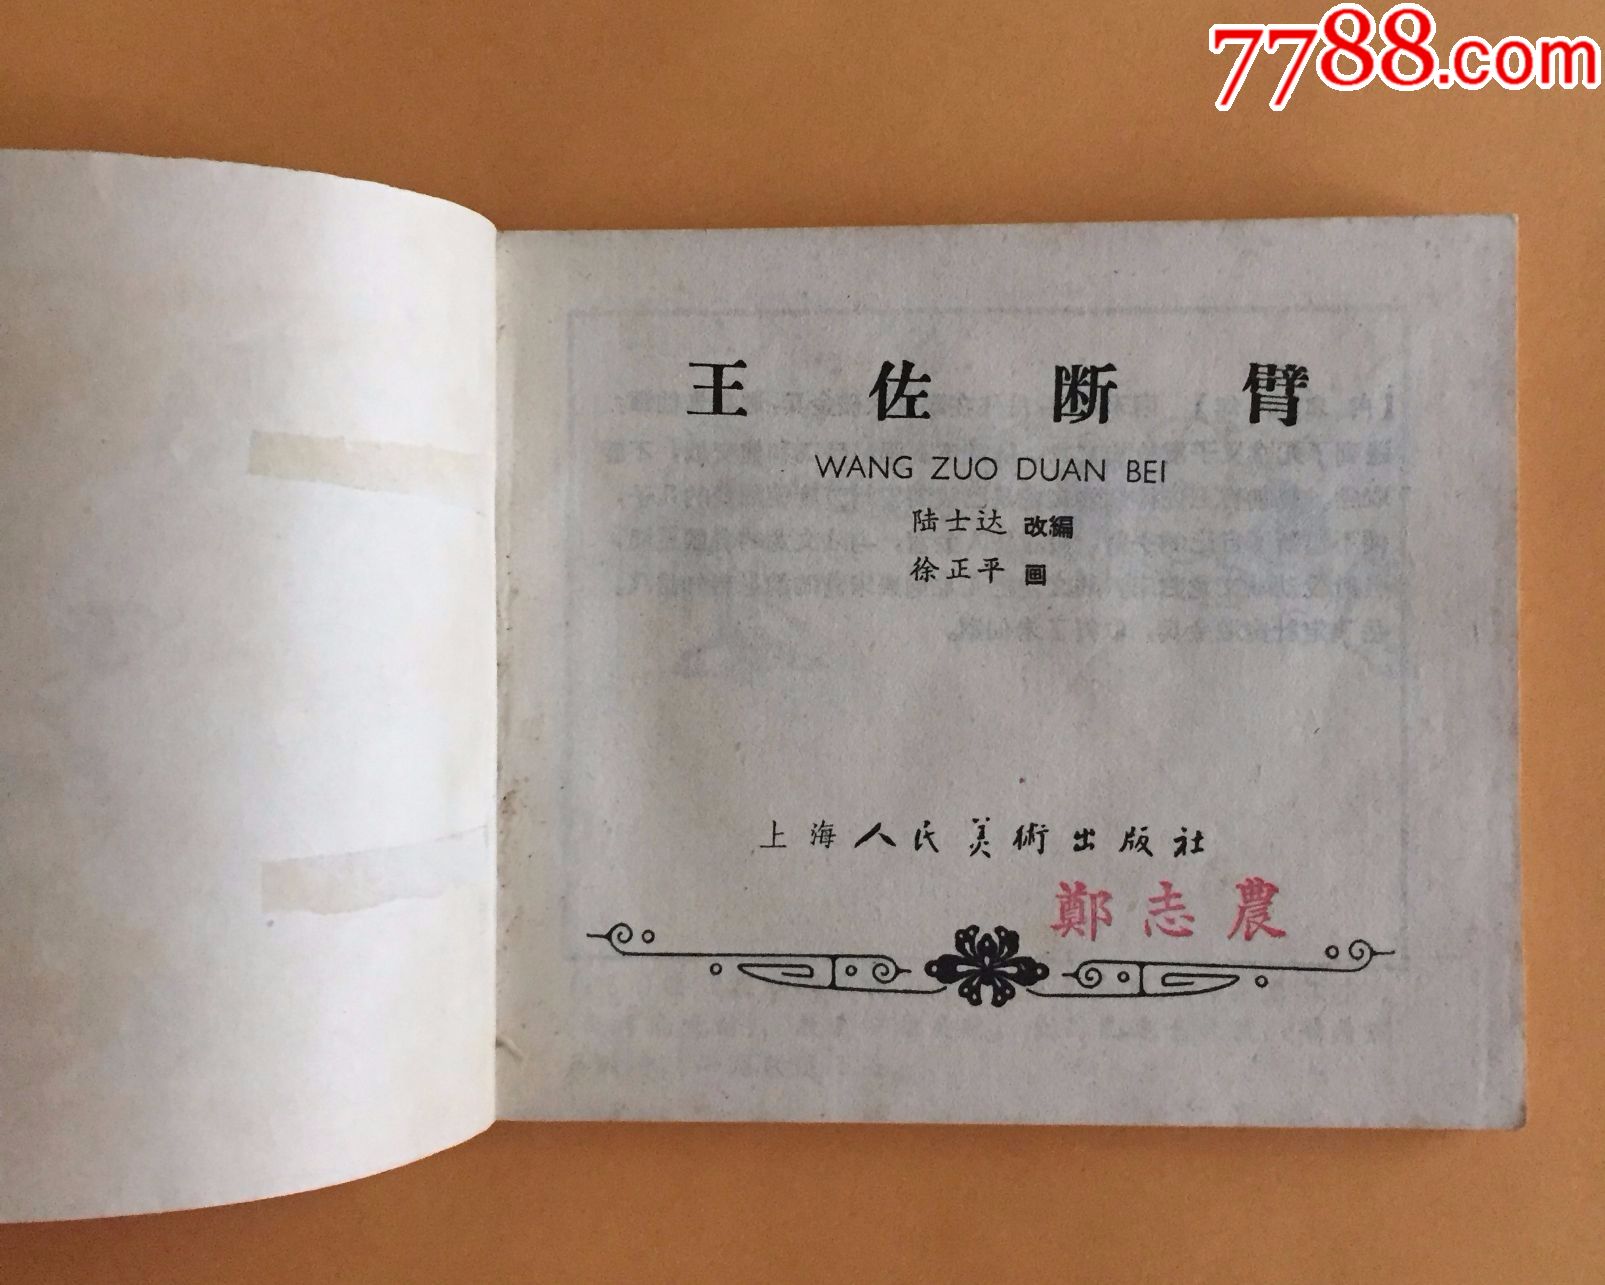 7788.com
王佐断臂
WANG ZUO DUAN BEI
陆士达 改編
徐正平 画
上海人民美術出版社
鄭志農